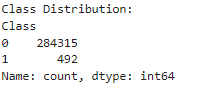 Class Distribution:
Class
0    284315
1       492
Name: count, dtype: int64